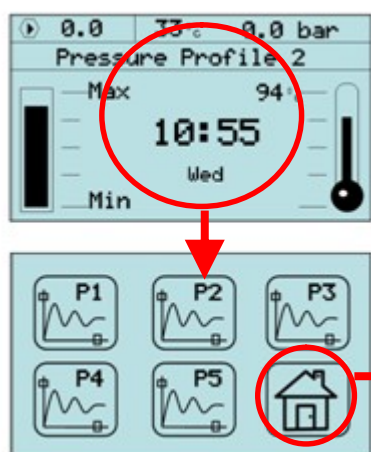 0.0 33°c 0.0 bar
Pressure Profile 2
Max 94°c
10:55
Wed
Min
P1 P2 P3
P4 P5